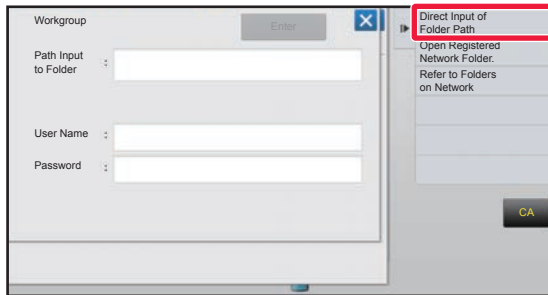 Workgroup
Enter
Path Input
to Folder :
User Name :
Password :
Direct Input of
Folder Path
Open Registered
Network Folder.
Refer to Folders
on Network
CA